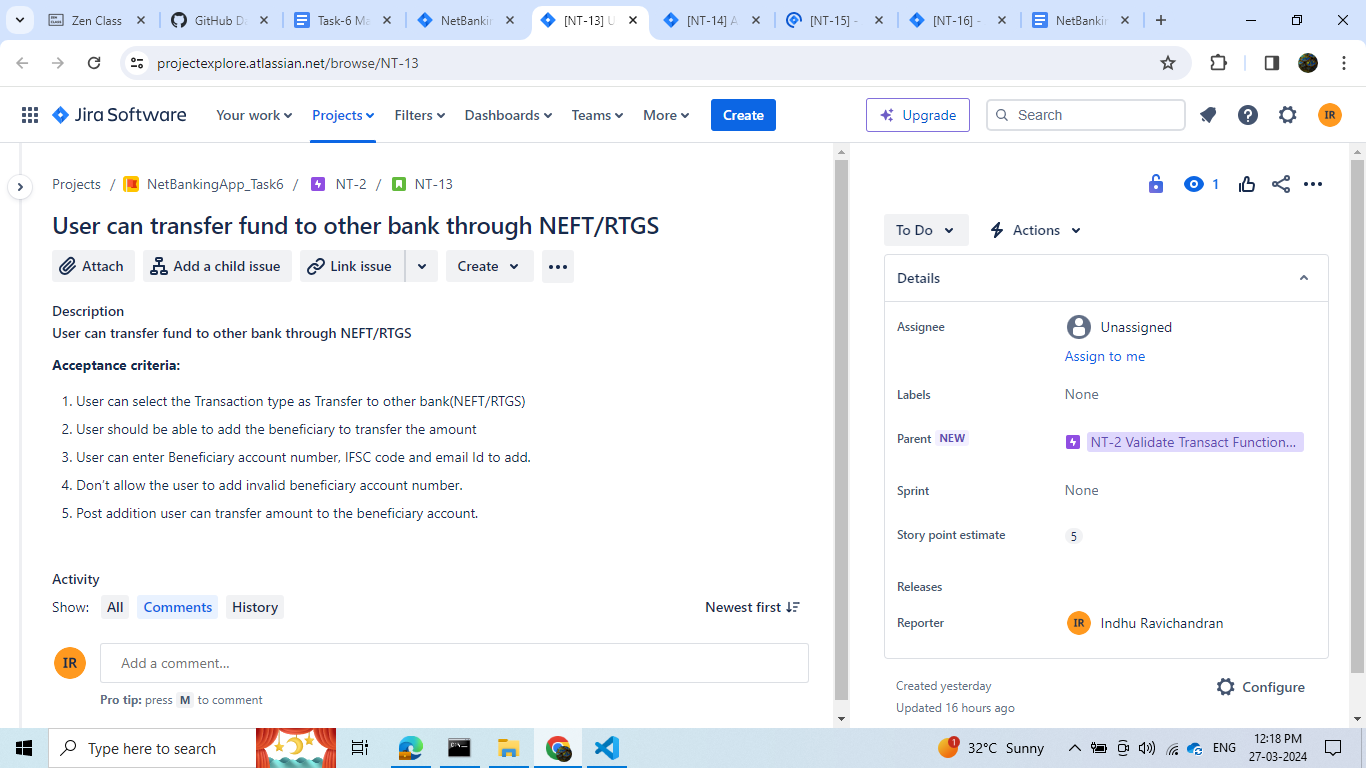 Zen Class
GitHub Da
Task-6 Ma
NetBankin
[NT-13] U
[NT-14] A
[NT-15] -
[NT-16] -
NetBankin
projectexplore.atlassian.net/browse/NT-13
Jira Software
Your work
Projects
Filters
Dashboards
Teams
More
Create
Upgrade
Search
IR
Projects / NetBankingApp_Task6 / NT-2 / NT-13
1
User can transfer fund to other bank through NEFT/RTGS
Attach
Add a child issue
Link issue
Create
To Do
Actions
Description
User can transfer fund to other bank through NEFT/RTGS
Acceptance criteria:
1. User can select the Transaction type as Transfer to other bank(NEFT/RTGS)
2. User should be able to add the beneficiary to transfer the amount
3. User can enter Beneficiary account number, IFSC code and email Id to add.
4. Don't allow the user to add invalid beneficiary account number.
5. Post addition user can transfer amount to the beneficiary account.
Activity
Show:
All
Comments
History
Newest first
IR
Add a comment...
Pro tip: press M to comment
Details
Assignee
Unassigned
Assign to me
Labels
None
Parent NEW
NT-2 Validate Transact Function...
Sprint
None
Story point estimate
5
Releases
Reporter
IR
Indhu Ravichandran
Created yesterday
Updated 16 hours ago
Configure
Type here to search
1
32°C Sunny
ENG
12:18 PM
27-03-2024